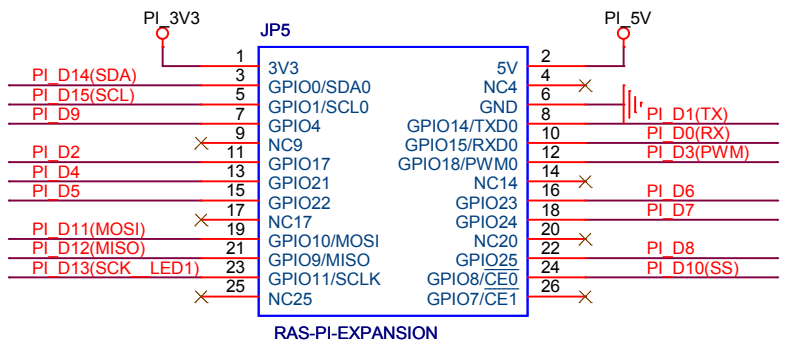 PI_3V3 PI_5V
JP5
1 3V3 5V 2
PI_D14(SDA) 3 GPIO0/SDA0 NC4 4
PI_D15(SCL) 5 GPIO1/SCL0 GND 6
PI_D9 7 GPIO4 GPIO14/TXD0 8 PI_D1(TX)
9 NC9 GPIO15/RXD0 10 PI_D0(RX)
PI_D2 11 GPIO17 GPIO18/PWM0 12 PI_D3(PWM)
PI_D4 13 GPIO21 NC14 14
PI_D5 15 GPIO22 GPIO23 16 PI_D6
17 NC17 GPIO24 18 PI_D7
PI_D11(MOSI) 19 GPIO10/MOSI NC20 20
PI_D12(MISO) 21 GPIO9/MISO GPIO25 22 PI_D8
PI_D13(SCK__LED1) 23 GPIO11/SCLK GPIO8/CE0 24 PI_D10(SS)
25 NC25 GPIO7/CE1 26
RAS-PI-EXPANSION